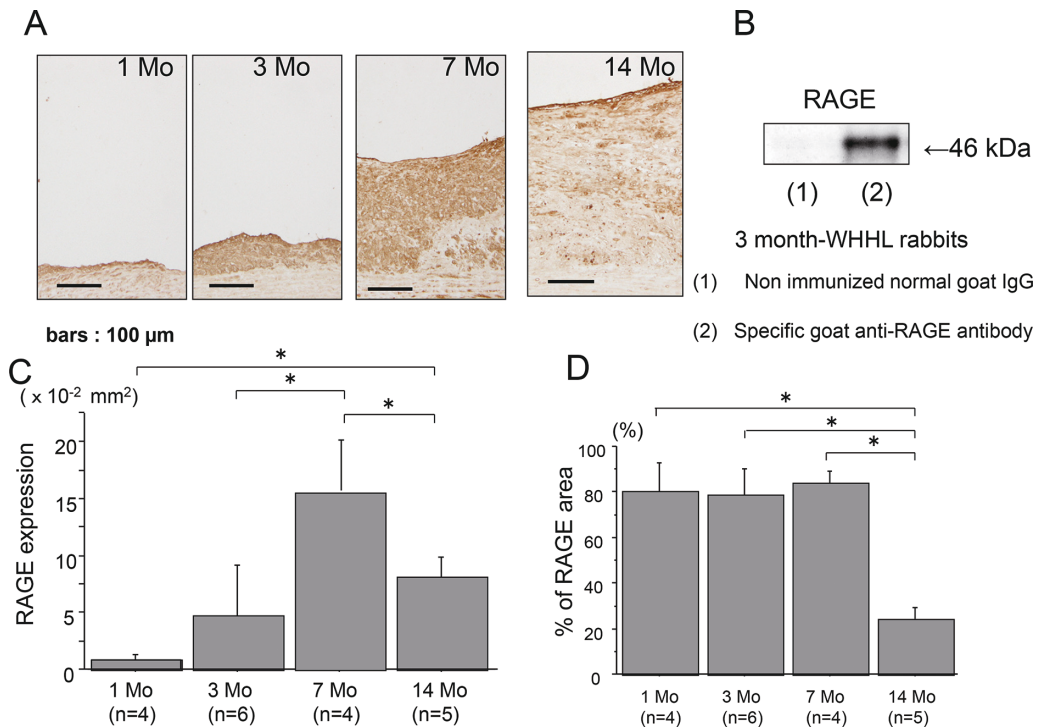 A
1 Mo
3 Mo
7 Mo
14 Mo
bars : 100 µm
B
RAGE
←46 kDa
(1)
(2)
3 month-WHHL rabbits
(1) Non immunized normal goat IgG
(2) Specific goat anti-RAGE antibody
C
( x 10-2 mm2)
*
*
*
RAGE expression
20
15
10
5
0
1 Mo
3 Mo
7 Mo
14 Mo
(n=4)
(n=6)
(n=4)
(n=5)
D
(%)
*
*
*
% of RAGE area
100
80
60
40
20
0
1 Mo
3 Mo
7 Mo
14 Mo
(n=4)
(n=6)
(n=4)
(n=5)